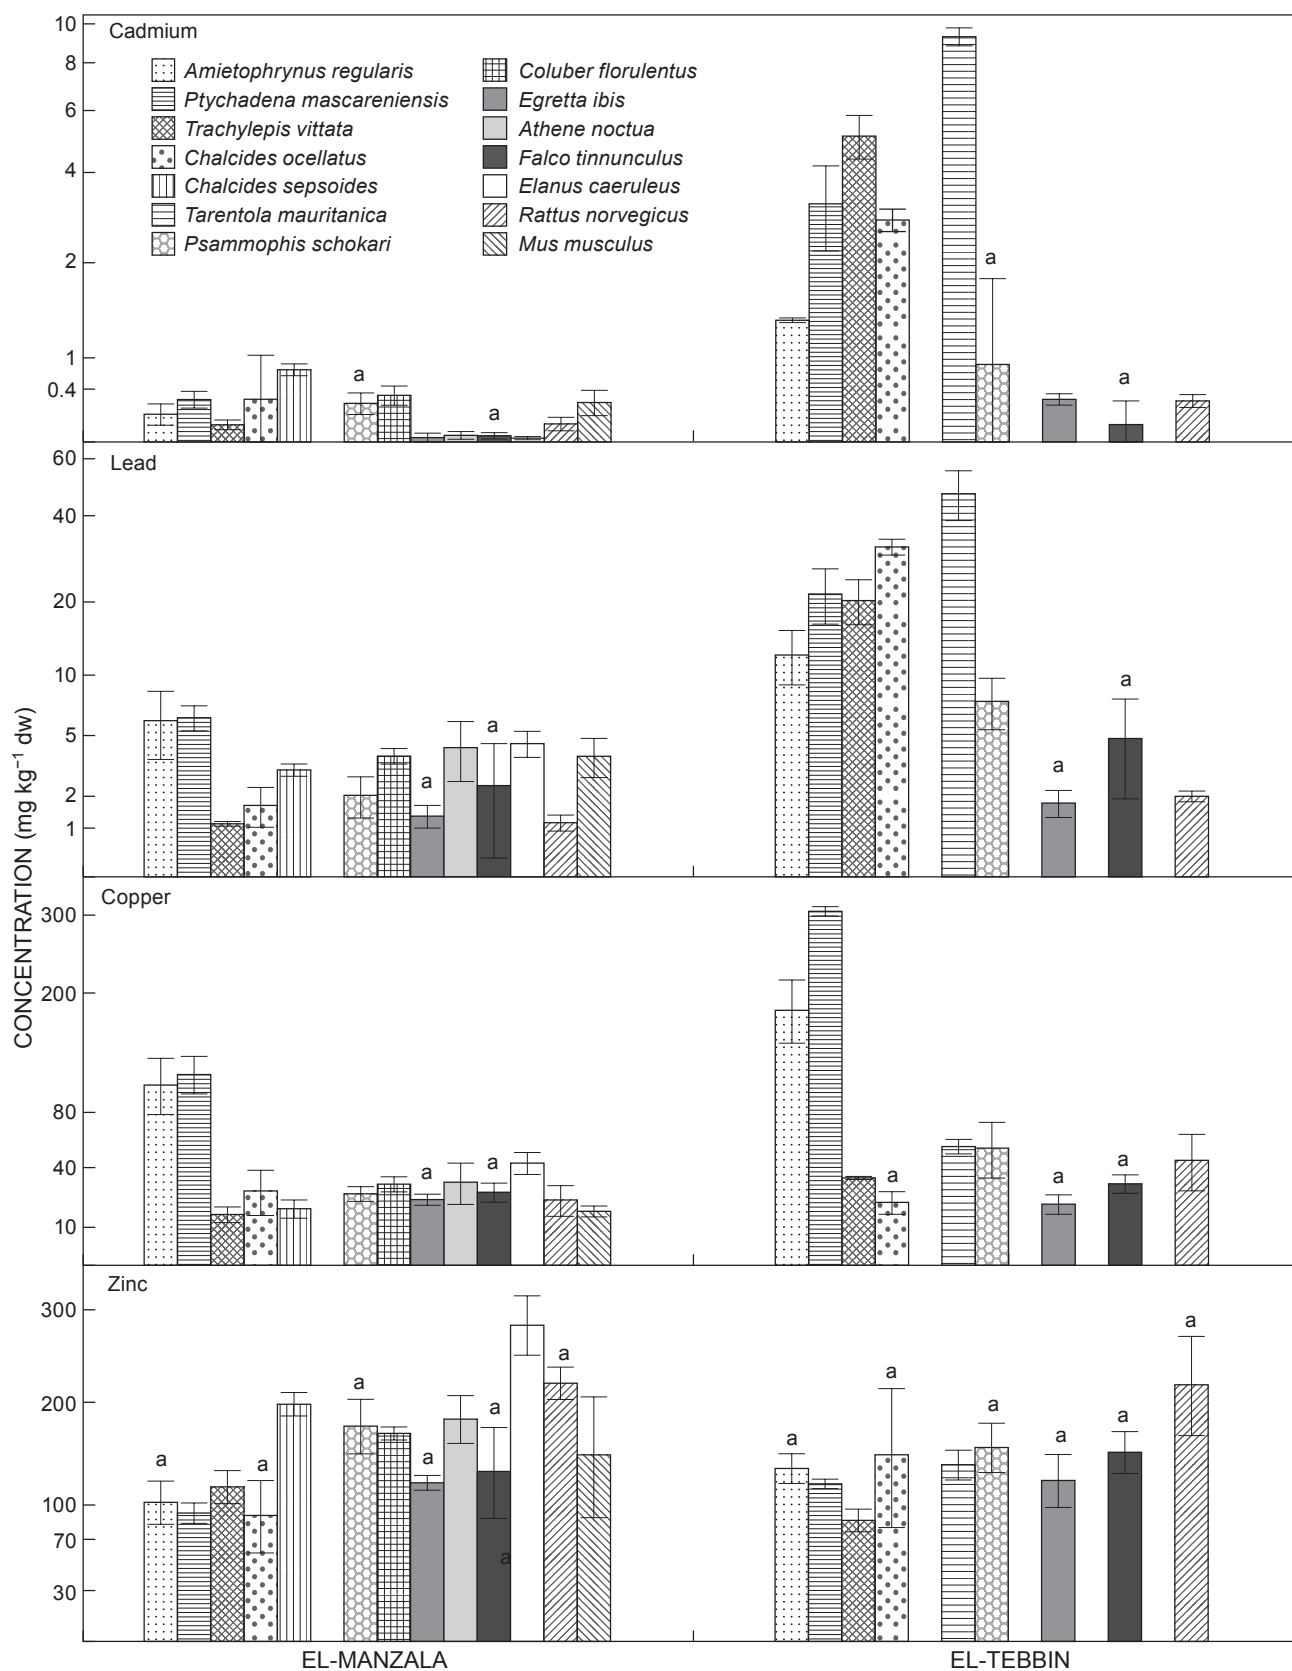 CONCENTRATION (mg kg⁻¹ dw)
Cadmium
10
8
6
4
2
1
0.4
Amietophrynus regularis
Ptychadena mascareniensis
Trachylepis vittata
Chalcides ocellatus
Chalcides sepsoides
Tarentola mauritanica
Psammophis schokari
Coluber florulentus
Egretta ibis
Athene noctua
Falco tinnunculus
Elanus caeruleus
Rattus norvegicus
Mus musculus
a
a
a
a
Lead
60
40
20
10
5
2
1
a
a
a
a
Copper
300
200
80
40
10
a
a
a
a
a
Zinc
300
200
100
70
30
a
a
a
a
a
a
a
a
a
a
a
a
a
EL-MANZALA
EL-TEBBIN